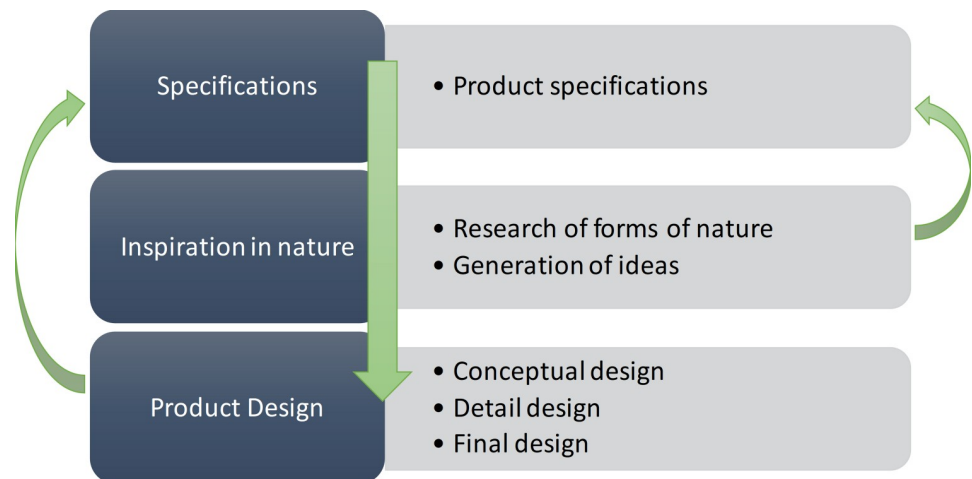 Specifications
• Product specifications
Inspiration in nature
• Research of forms of nature
• Generation of ideas
Product Design
• Conceptual design
• Detail design
• Final design